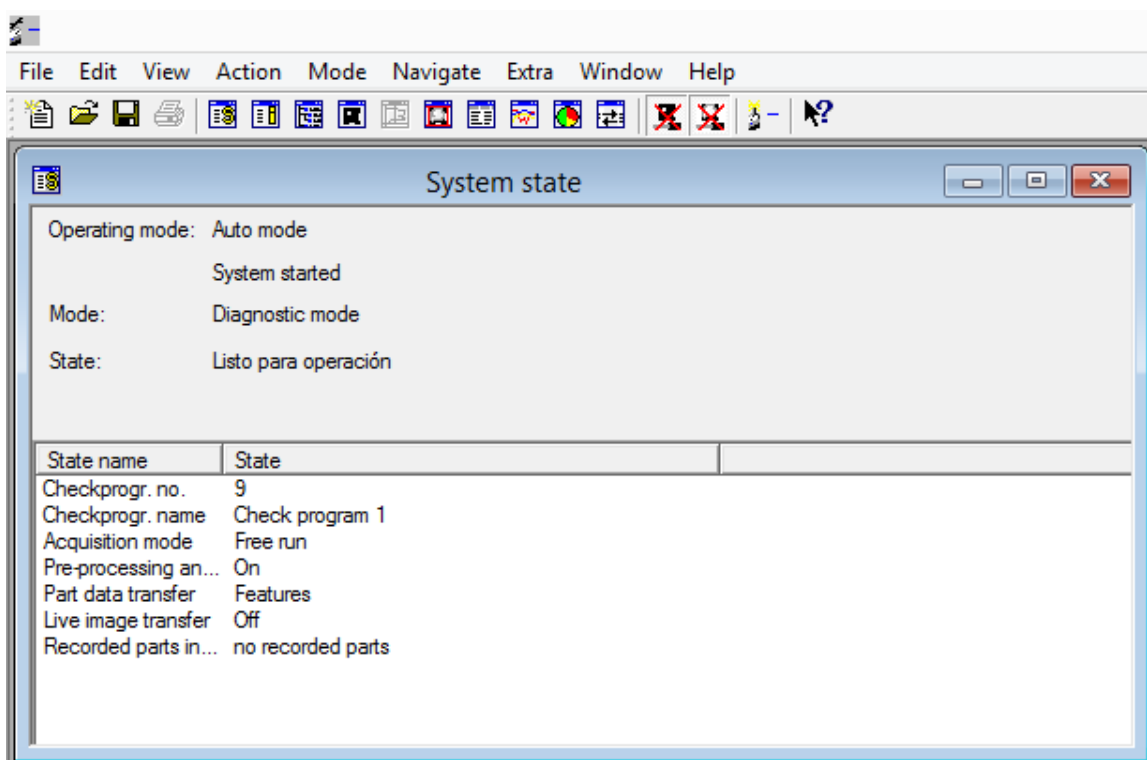 File Edit View Action Mode Navigate Extra Window Help
System state
Operating mode: Auto mode
System started
Mode: Diagnostic mode
State: Listo para operación
State name State
Checkprogr. no. 9
Checkprogr. name Check program 1
Acquisition mode Free run
Pre-processing an... On
Part data transfer Features
Live image transfer Off
Recorded parts in... no recorded parts